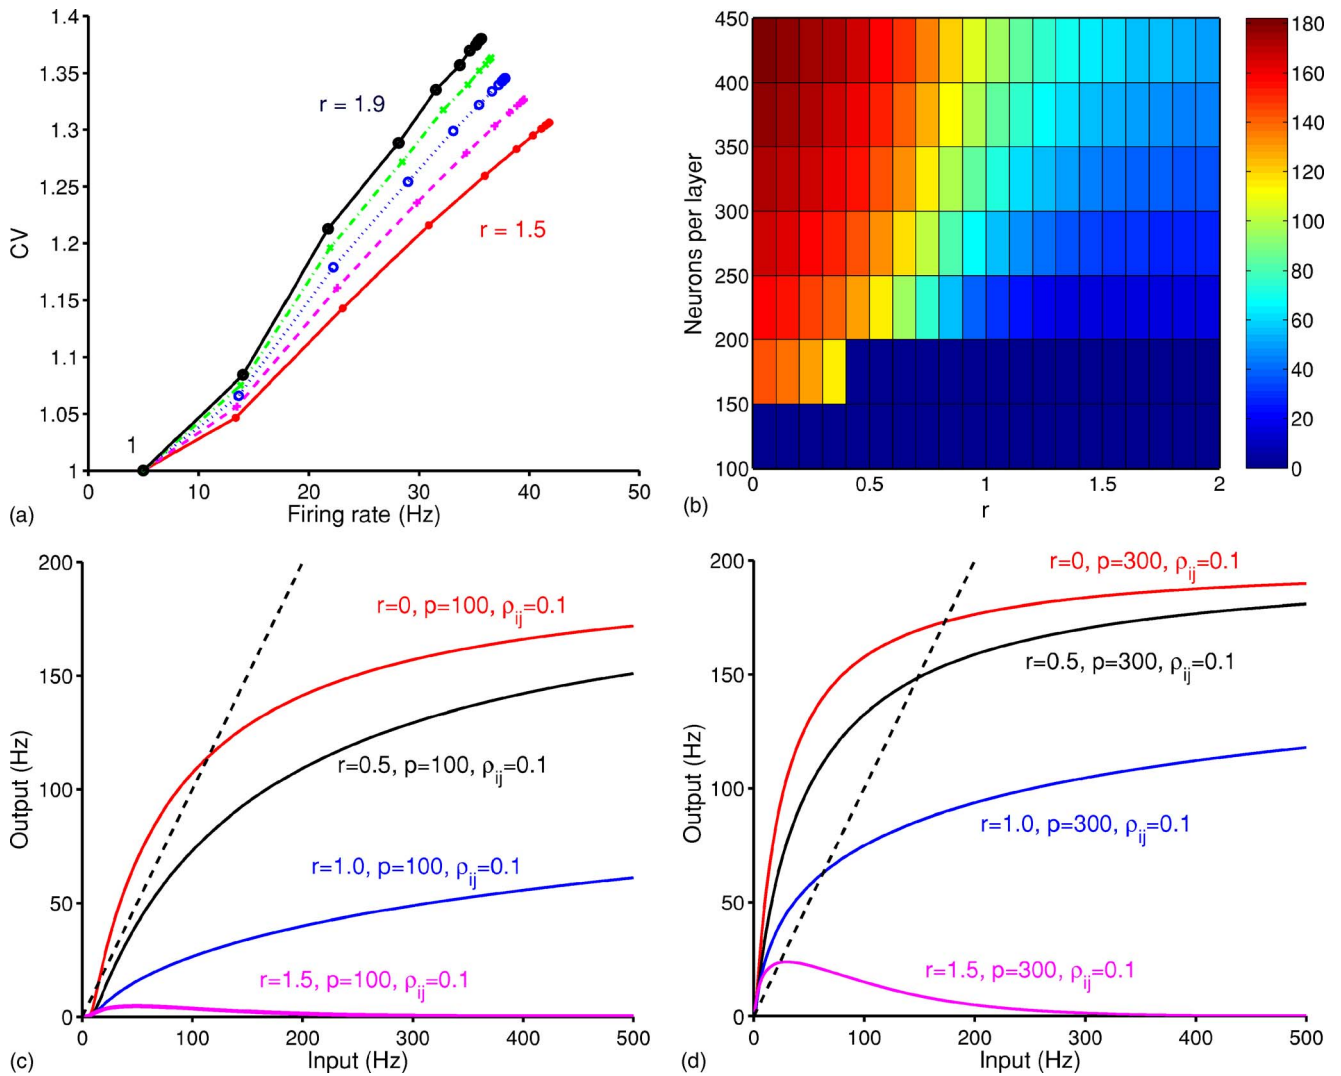 1.4
1.35
1.3
1.25
1.2
1.15
1.1
1.05
1
CV
r = 1.9
r = 1.5
1
0 10 20 30 40 50
Firing rate (Hz)
(a)
450
400
350
300
250
200
150
100
Neurons per layer
0 0.5 1 1.5 2
r
180
160
140
120
100
80
60
40
20
0
(b)
200
150
100
50
0
Output (Hz)
r=0, p=100, ρij=0.1
r=0.5, p=100, ρij=0.1
r=1.0, p=100, ρij=0.1
r=1.5, p=100, ρij=0.1
0 100 200 300 400 500
Input (Hz)
(c)
200
150
100
50
0
Output (Hz)
r=0, p=300, ρij=0.1
r=0.5, p=300, ρij=0.1
r=1.0, p=300, ρij=0.1
r=1.5, p=300, ρij=0.1
0 100 200 300 400 500
Input (Hz)
(d)